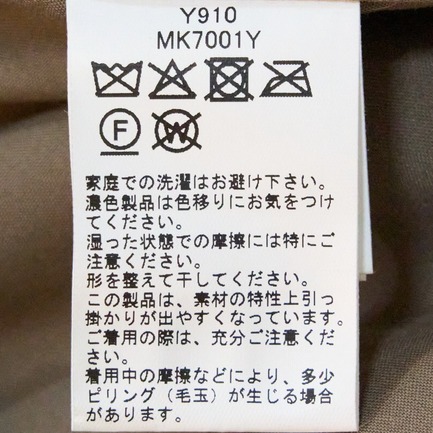 Y910
MK7001Y
F W
家庭での洗濯はお避け下さい。
濃色製品は色移りにお気をつけ
てください。
湿った状態での摩擦には特にご
注意ください。
形を整えて干してください。
この製品は、素材の特性上引っ
掛かりが出やすくなっています。
ご着用の際は、充分ご注意くださ
い。
着用中の摩擦などにより、多少
ピリング（毛玉）が生じる場合
があります。